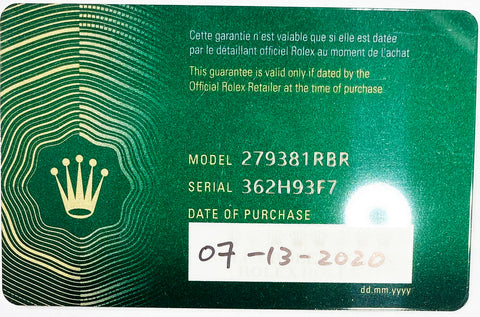 Cette garantie n'est valable que si elle est datée
par le détaillant officiel Rolex au moment de l'achat
This guarantee is valid only if dated by the
Official Rolex Retailer at the time of purchase
MODEL 279381RBR
SERIAL 362H93F7
DATE OF PURCHASE
07-13-2020
dd.mm.yyyy